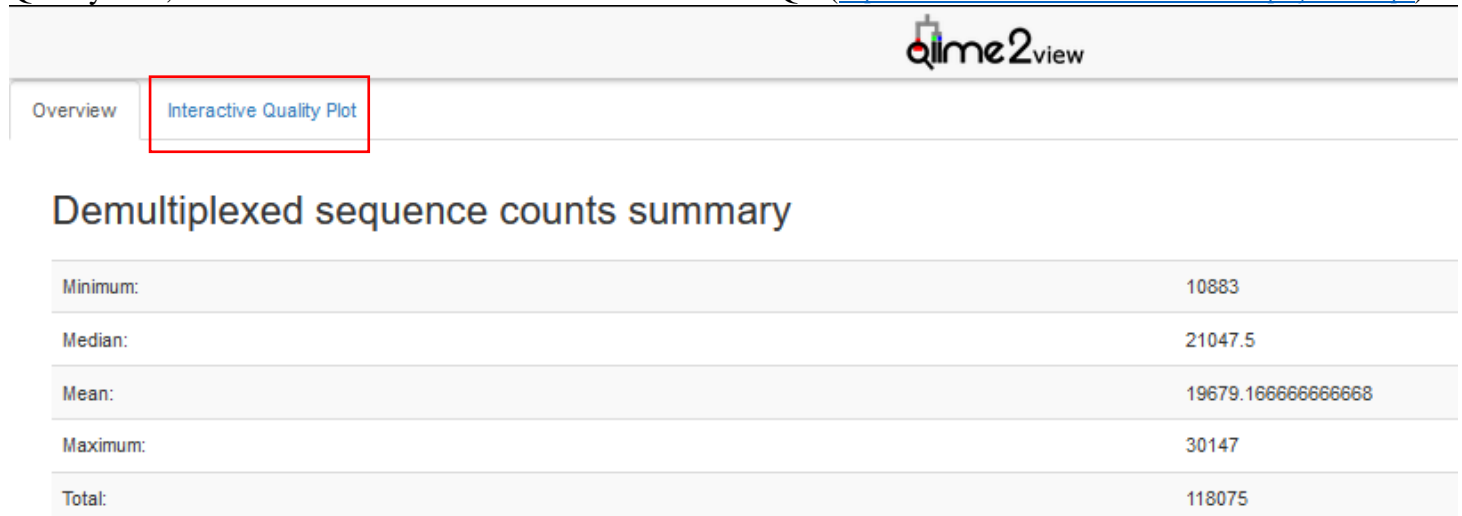 qiime2view
Overview Interactive Quality Plot
Demultiplexed sequence counts summary
Minimum: 10883
Median: 21047.5
Mean: 19679.166666666668
Maximum: 30147
Total: 118075